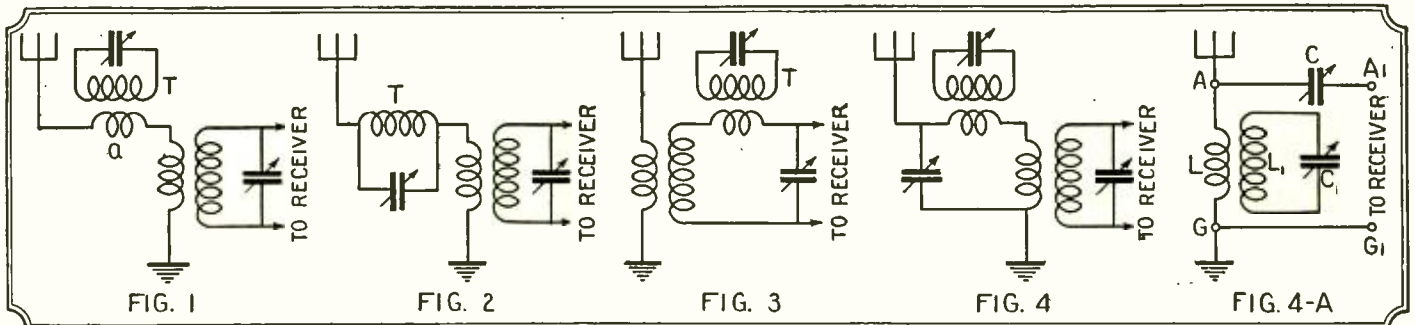 T
a
TO RECEIVER
FIG. 1
T
TO RECEIVER
FIG. 2
T
TO RECEIVER
FIG. 3
TO RECEIVER
FIG. 4
C
A
A1
L
L1
C1
TO RECEIVER
G
G1
FIG. 4-A